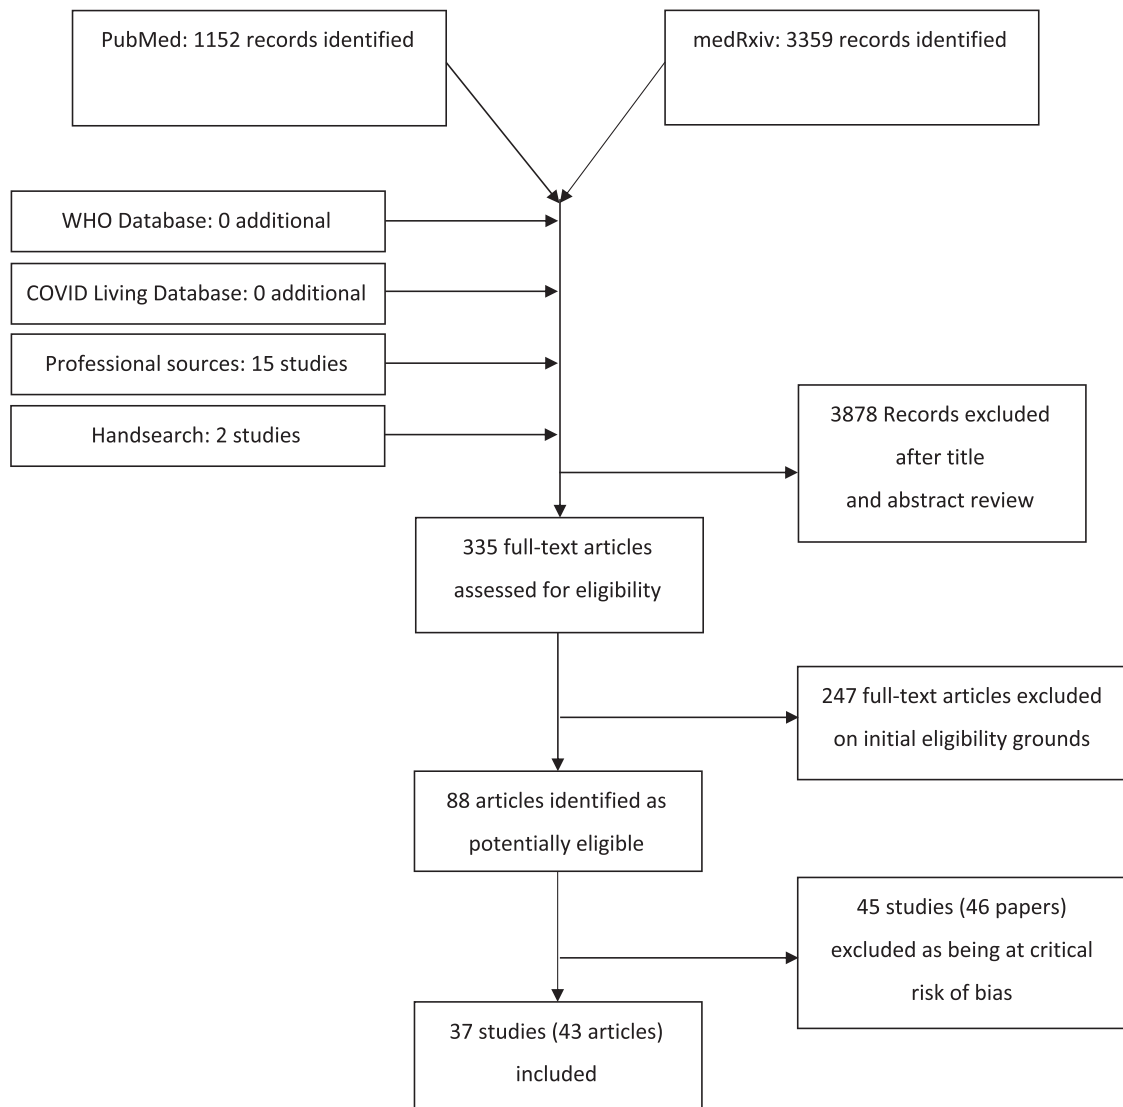 PubMed: 1152 records identified
medRxiv: 3359 records identified
WHO Database: 0 additional
COVID Living Database: 0 additional
Professional sources: 15 studies
Handsearch: 2 studies
3878 Records excluded
after title
and abstract review
335 full-text articles
assessed for eligibility
247 full-text articles excluded
on initial eligibility grounds
88 articles identified as
potentially eligible
45 studies (46 papers)
excluded as being at critical
risk of bias
37 studies (43 articles)
included